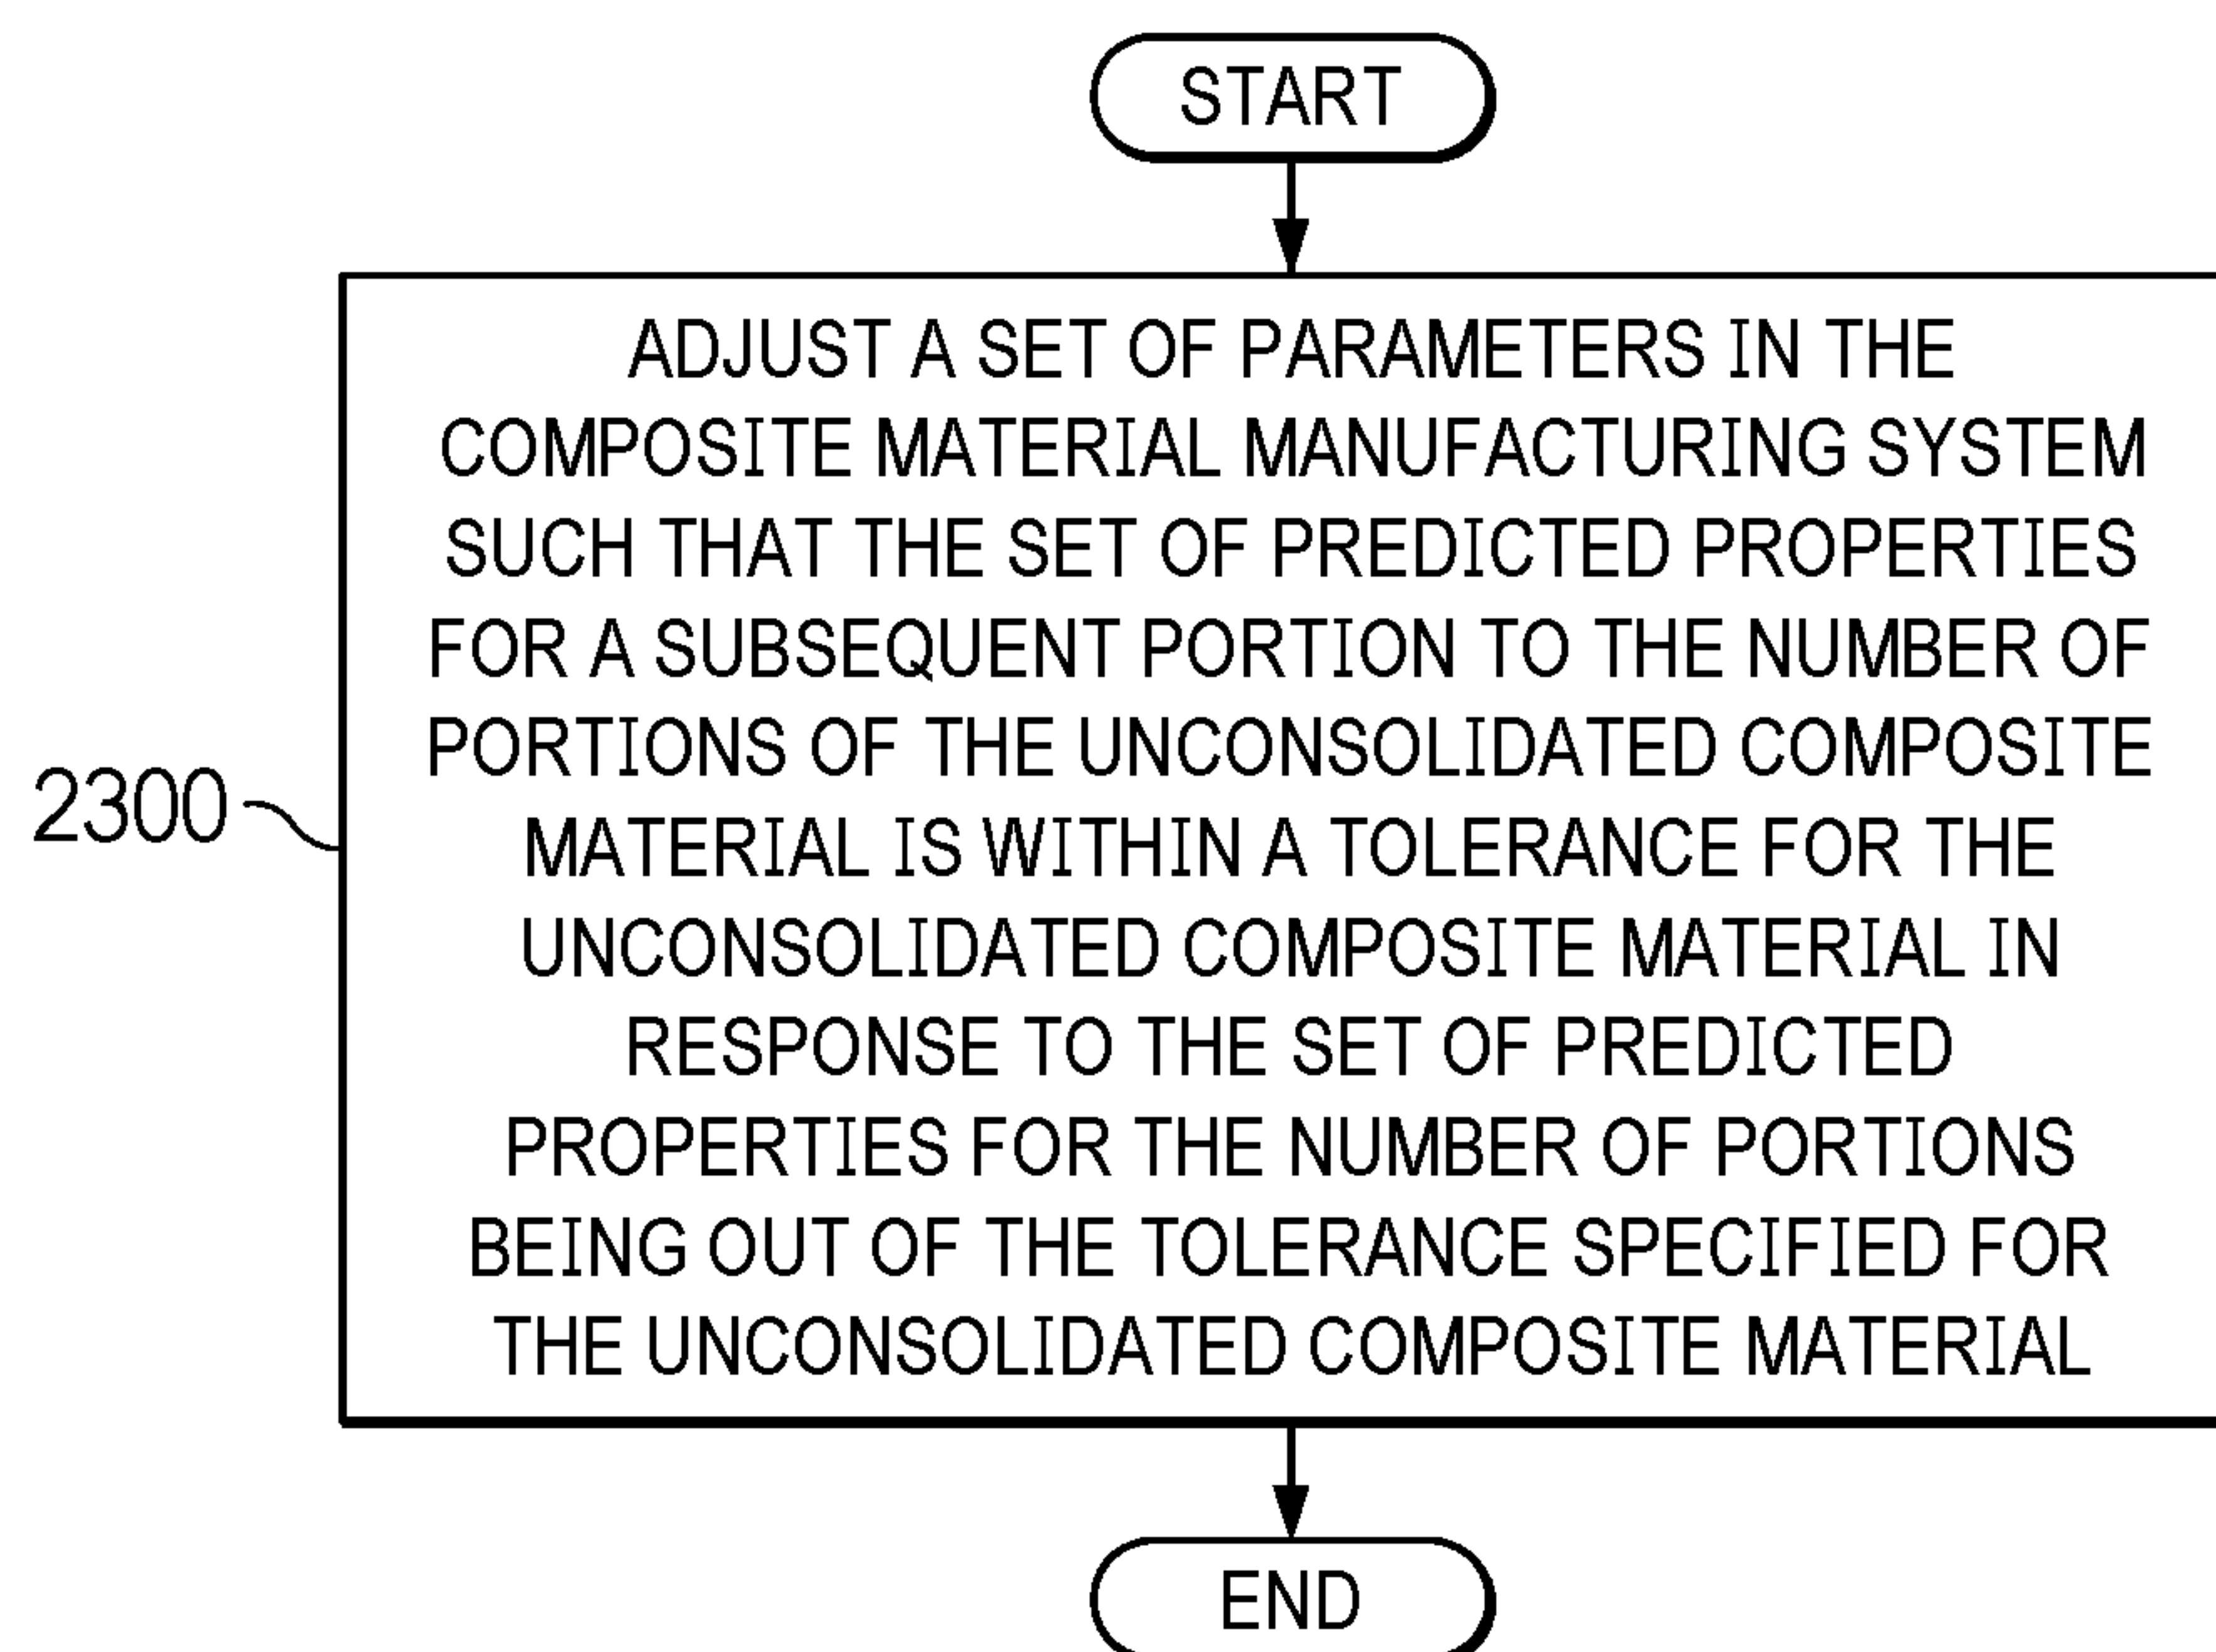 START
ADJUST A SET OF PARAMETERS IN THE
COMPOSITE MATERIAL MANUFACTURING SYSTEM
SUCH THAT THE SET OF PREDICTED PROPERTIES
FOR A SUBSEQUENT PORTION TO THE NUMBER OF
PORTIONS OF THE UNCONSOLIDATED COMPOSITE
MATERIAL IS WITHIN A TOLERANCE FOR THE
UNCONSOLIDATED COMPOSITE MATERIAL IN
RESPONSE TO THE SET OF PREDICTED
PROPERTIES FOR THE NUMBER OF PORTIONS
BEING OUT OF THE TOLERANCE SPECIFIED FOR
THE UNCONSOLIDATED COMPOSITE MATERIAL
2300
END